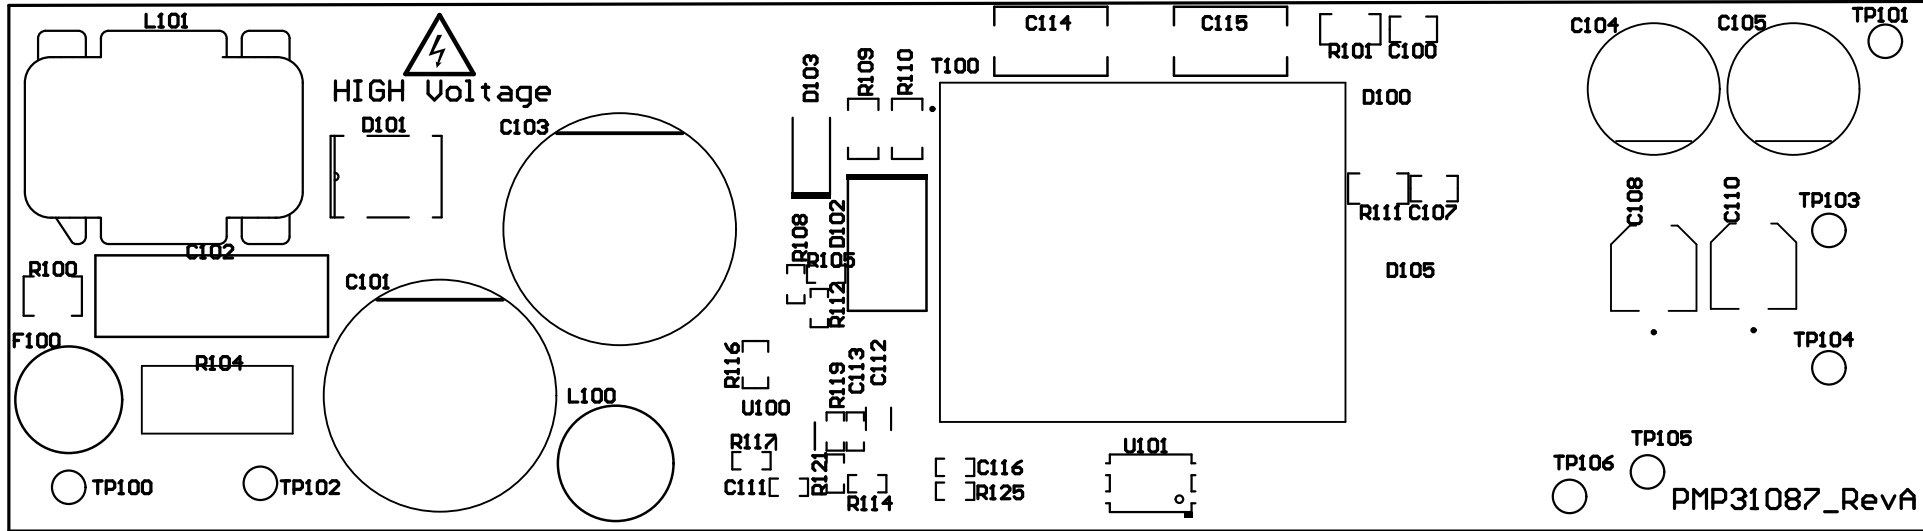 L101
C114
C115
R101
C100
C104
C105
TP101
HIGH Voltage
D103
R109
R110
T100
D100
D101
C103
R111
C107
C108
C110
TP103
R108
D102
R105
C102
R100
C101
R112
D105
F100
R104
L100
R116
R119
C113
C112
TP104
U100
R117
R121
C111
R114
C116
R125
U101
TP105
TP106
TP100
TP102
PMP31087_RevA